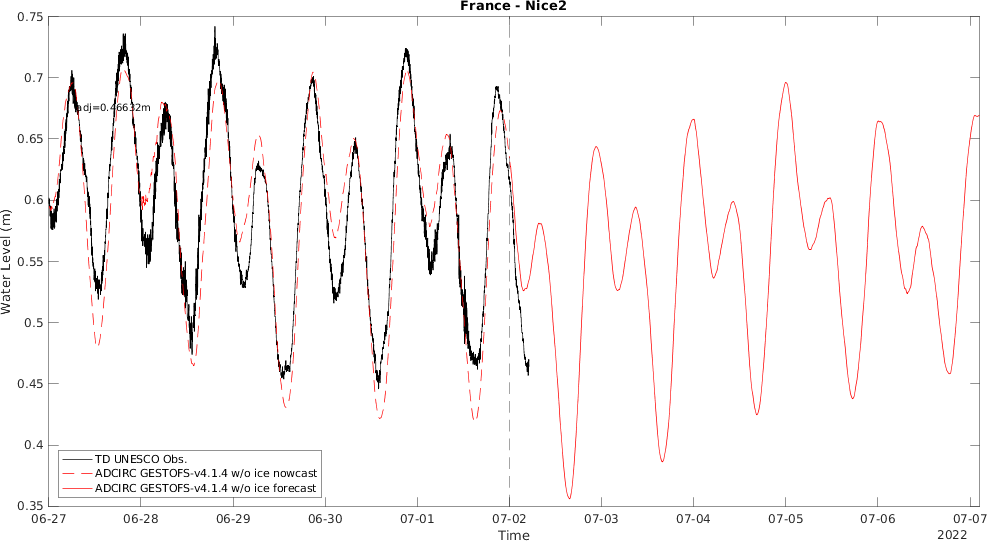 France - Nice2
0.75
0.7
0.65
0.6
0.55
0.5
0.45
0.4
0.35
Water Level (m)
adj=0.46632m
TD UNESCO Obs.
ADCIRC GESTOFS-v4.1.4 w/o ice nowcast
ADCIRC GESTOFS-v4.1.4 w/o ice forecast
06-27 06-28 06-29 06-30 07-01 07-02 07-03 07-04 07-05 07-06 07-07
Time
2022